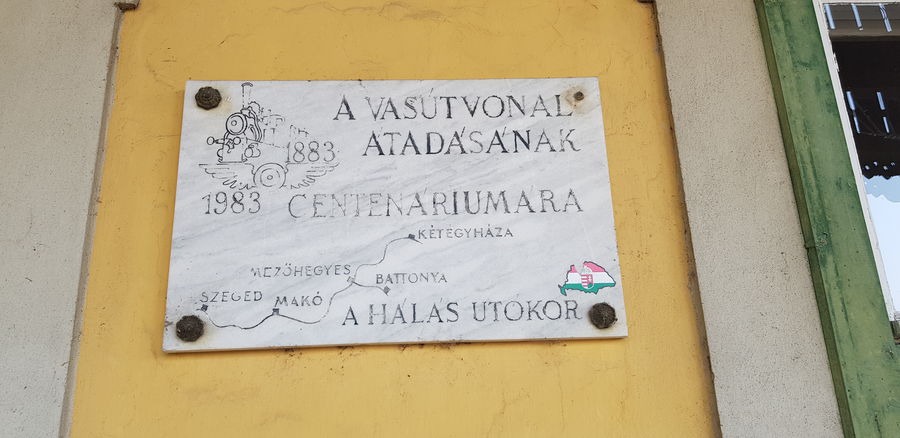 A VASÚTVONAL
ÁTADÁSÁNAK
1883
1983 CENTENÁRIUMÁRA
KÉTEGYHÁZA
MEZŐHEGYES
BATTONYA
SZEGED
MAKÓ
A HÁLÁS UTÓKOR